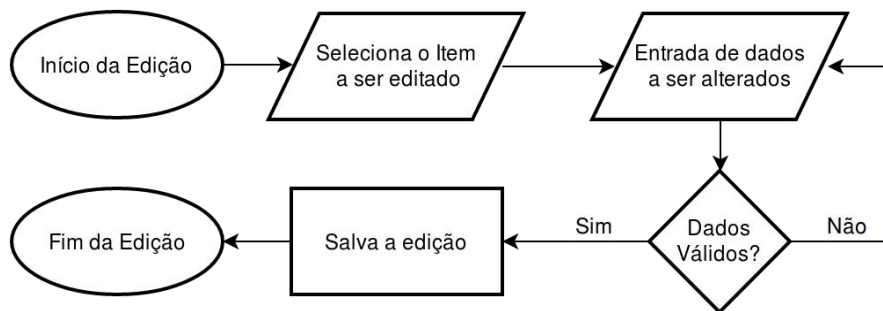 Início da Edição
Seleciona o Item
a ser editado
Entrada de dados
a ser alterados
Fim da Edição
Salva a edição
Sim
Dados
Válidos?
Não